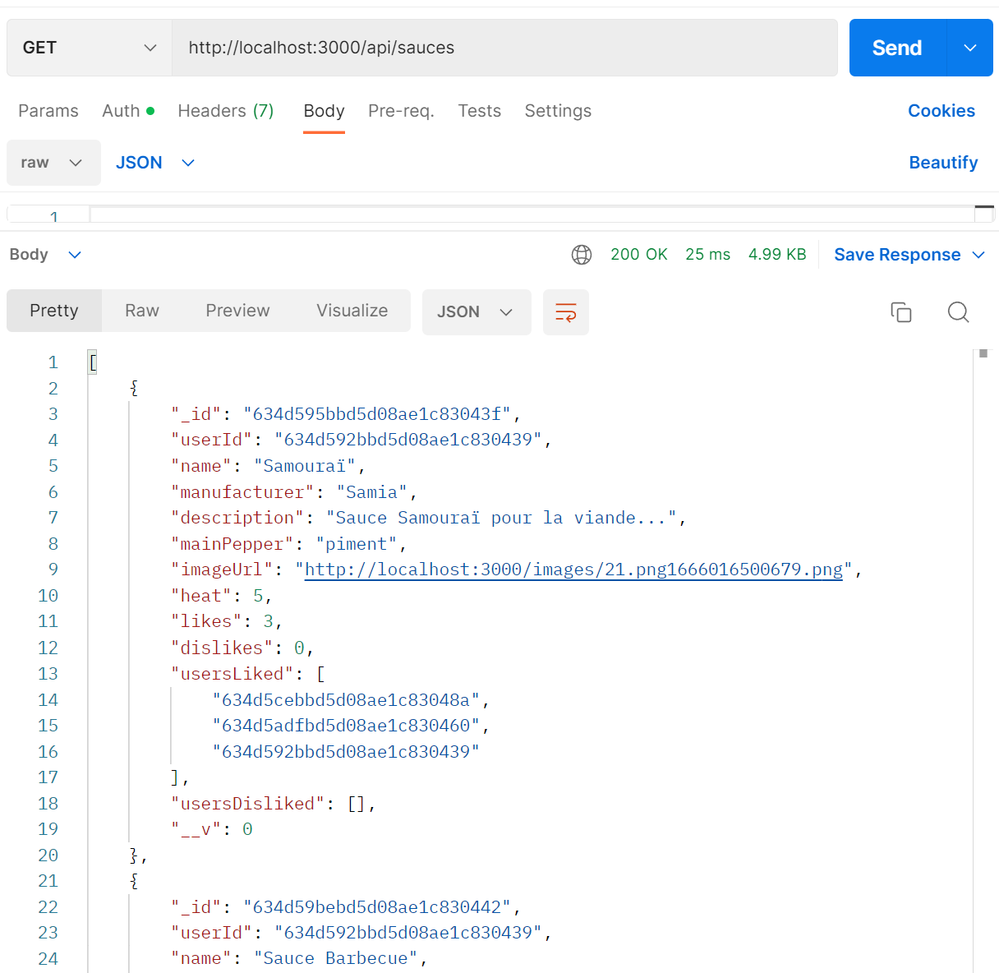 GET http://localhost:3000/api/sauces Send
Params Auth Headers (7) Body Pre-req. Tests Settings Cookies
raw JSON Beautify
1
Body 200 OK 25 ms 4.99 KB Save Response
Pretty Raw Preview Visualize JSON
1 [
2 {
3 "_id": "634d595bbd5d08ae1c83043f",
4 "userId": "634d592bbd5d08ae1c830439",
5 "name": "Samouraï",
6 "manufacturer": "Samia",
7 "description": "Sauce Samouraï pour la viande...",
8 "mainPepper": "piment",
9 "imageUrl": "http://localhost:3000/images/21.png1666016500679.png",
10 "heat": 5,
11 "likes": 3,
12 "dislikes": 0,
13 "usersLiked": [
14 "634d5cebbd5d08ae1c83048a",
15 "634d5adfbd5d08ae1c830460",
16 "634d592bbd5d08ae1c830439"
17 ],
18 "usersDisliked": [],
19 "__v": 0
20 },
21 {
22 "_id": "634d59bebd5d08ae1c830442",
23 "userId": "634d592bbd5d08ae1c830439",
24 "name": "Sauce Barbecue",